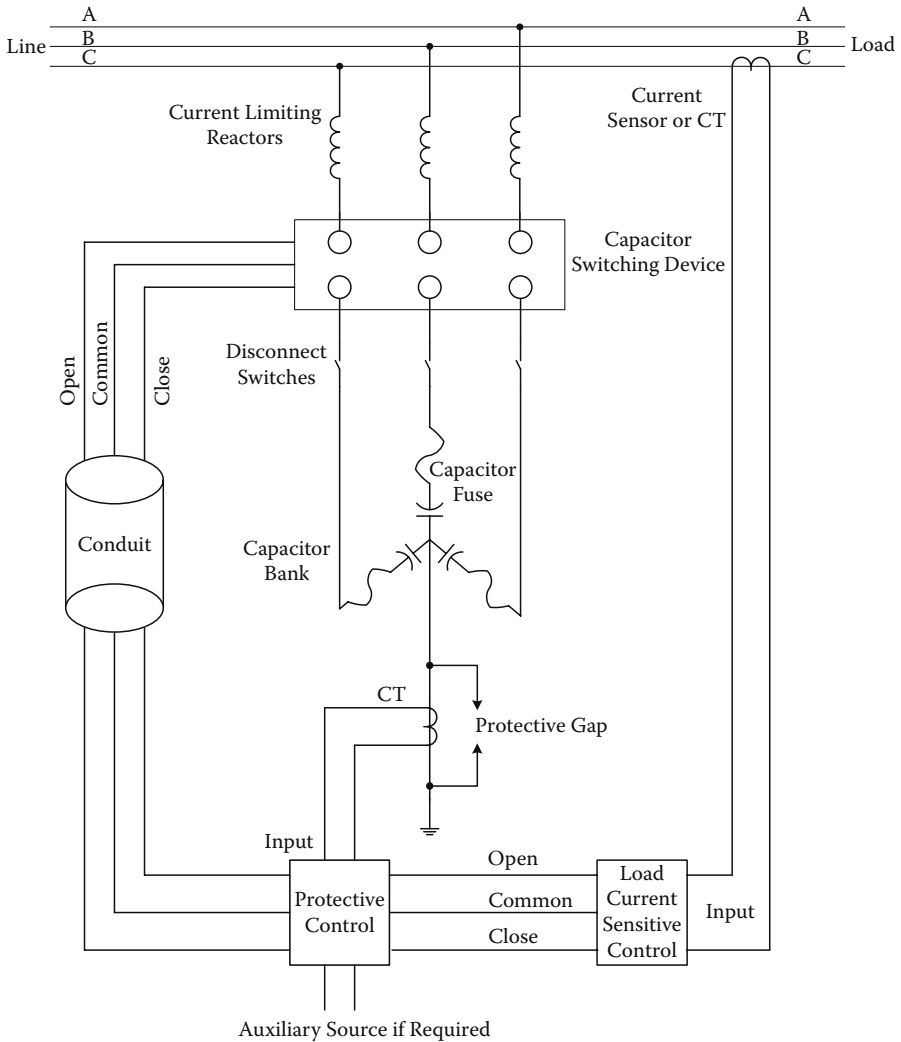 A A
Line B B Load
C C
Current Limiting
Reactors
Current
Sensor or CT
Capacitor
Switching Device
Disconnect
Switches
Open
Common
Close
Capacitor
Fuse
Conduit
Capacitor
Bank
CT
Protective Gap
Input
Protective
Control
Open
Common
Close
Load
Current
Sensitive
Control
Input
Auxiliary Source if Required